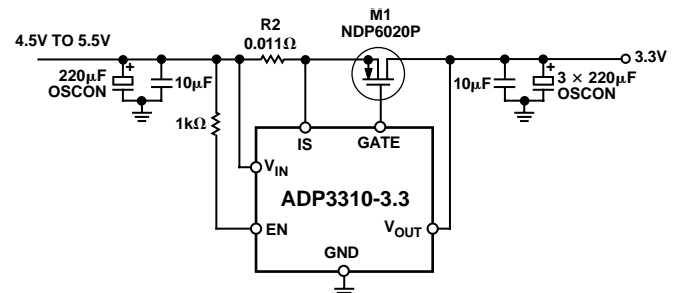 M1
NDP6020P
R2
0.011Ω
4.5V TO 5.5V
3.3V
220μF
OSCON
10μF
10μF
3 × 220μF
OSCON
1kΩ
IS
GATE
VIN
ADP3310-3.3
EN
VOUT
GND
+
+